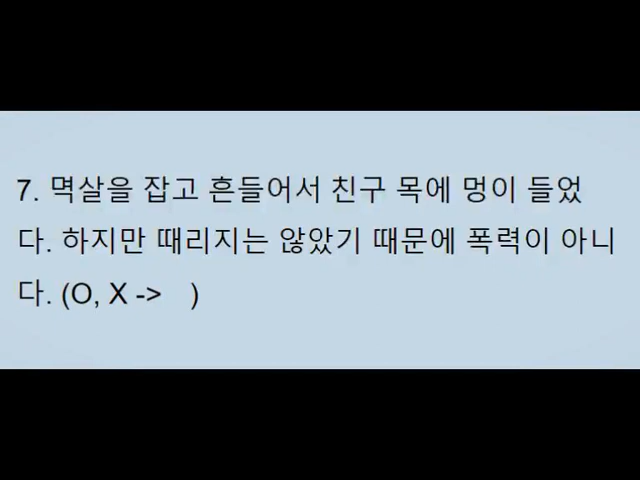 7. 멱살을 잡고 흔들어서 친구 목에 멍이 들었
다. 하지만 때리지는 않았기 때문에 폭력이 아니
다. (O, X -> )